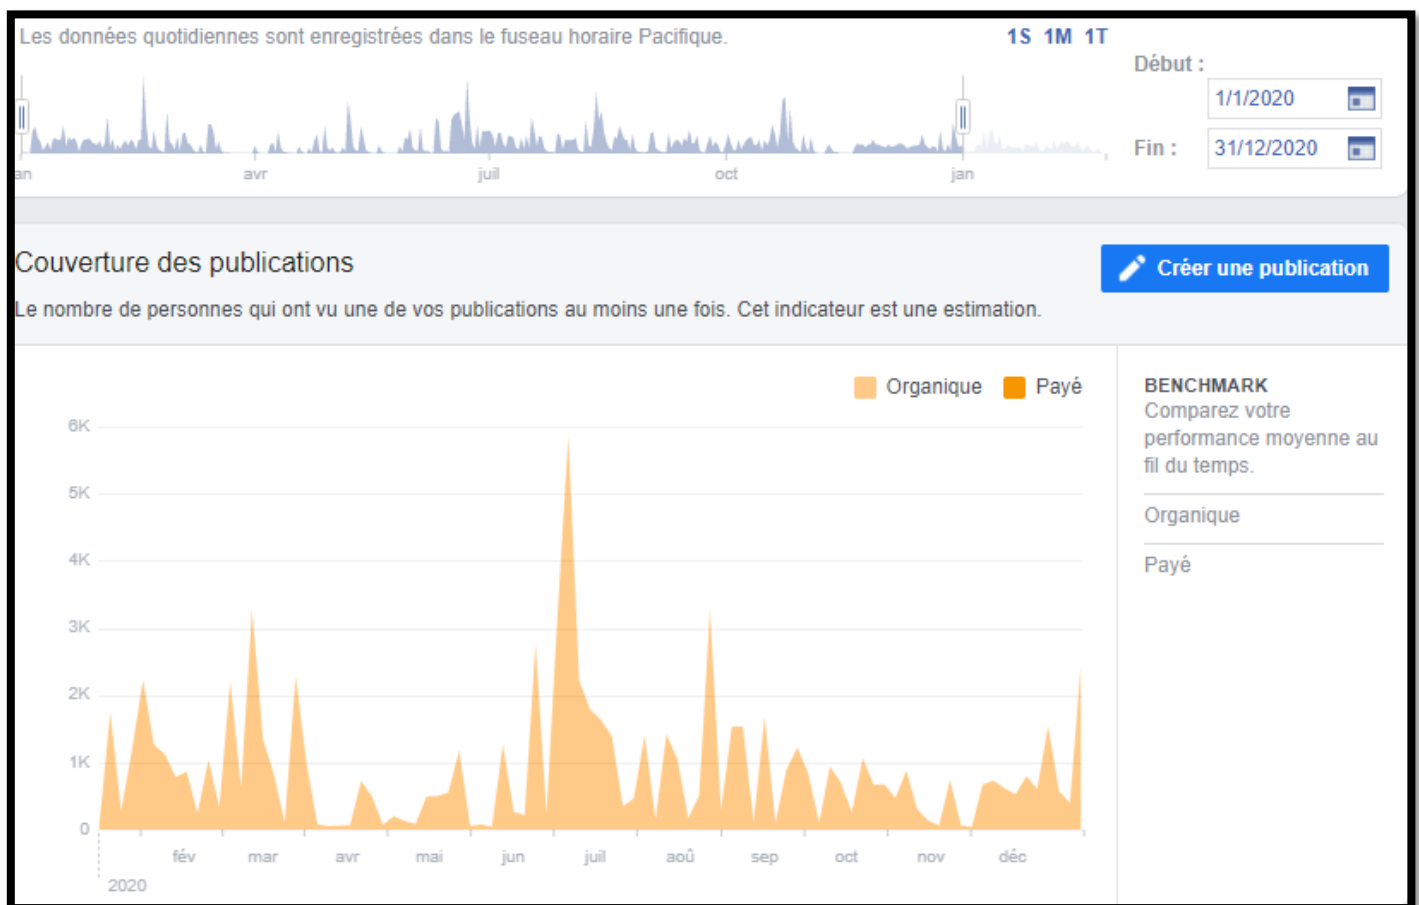 Les données quotidiennes sont enregistrées dans le fuseau horaire Pacifique.
1S 1M 1T
Début :
1/1/2020
Fin :
31/12/2020
an avr juil oct jan
Couverture des publications
Créer une publication
Le nombre de personnes qui ont vu une de vos publications au moins une fois. Cet indicateur est une estimation.
Organique Payé
6K
5K
4K
3K
2K
1K
0
fév mar avr mai jun juil aoû sep oct nov déc
2020
BENCHMARK
Comparez votre
performance moyenne au
fil du temps.
Organique
Payé